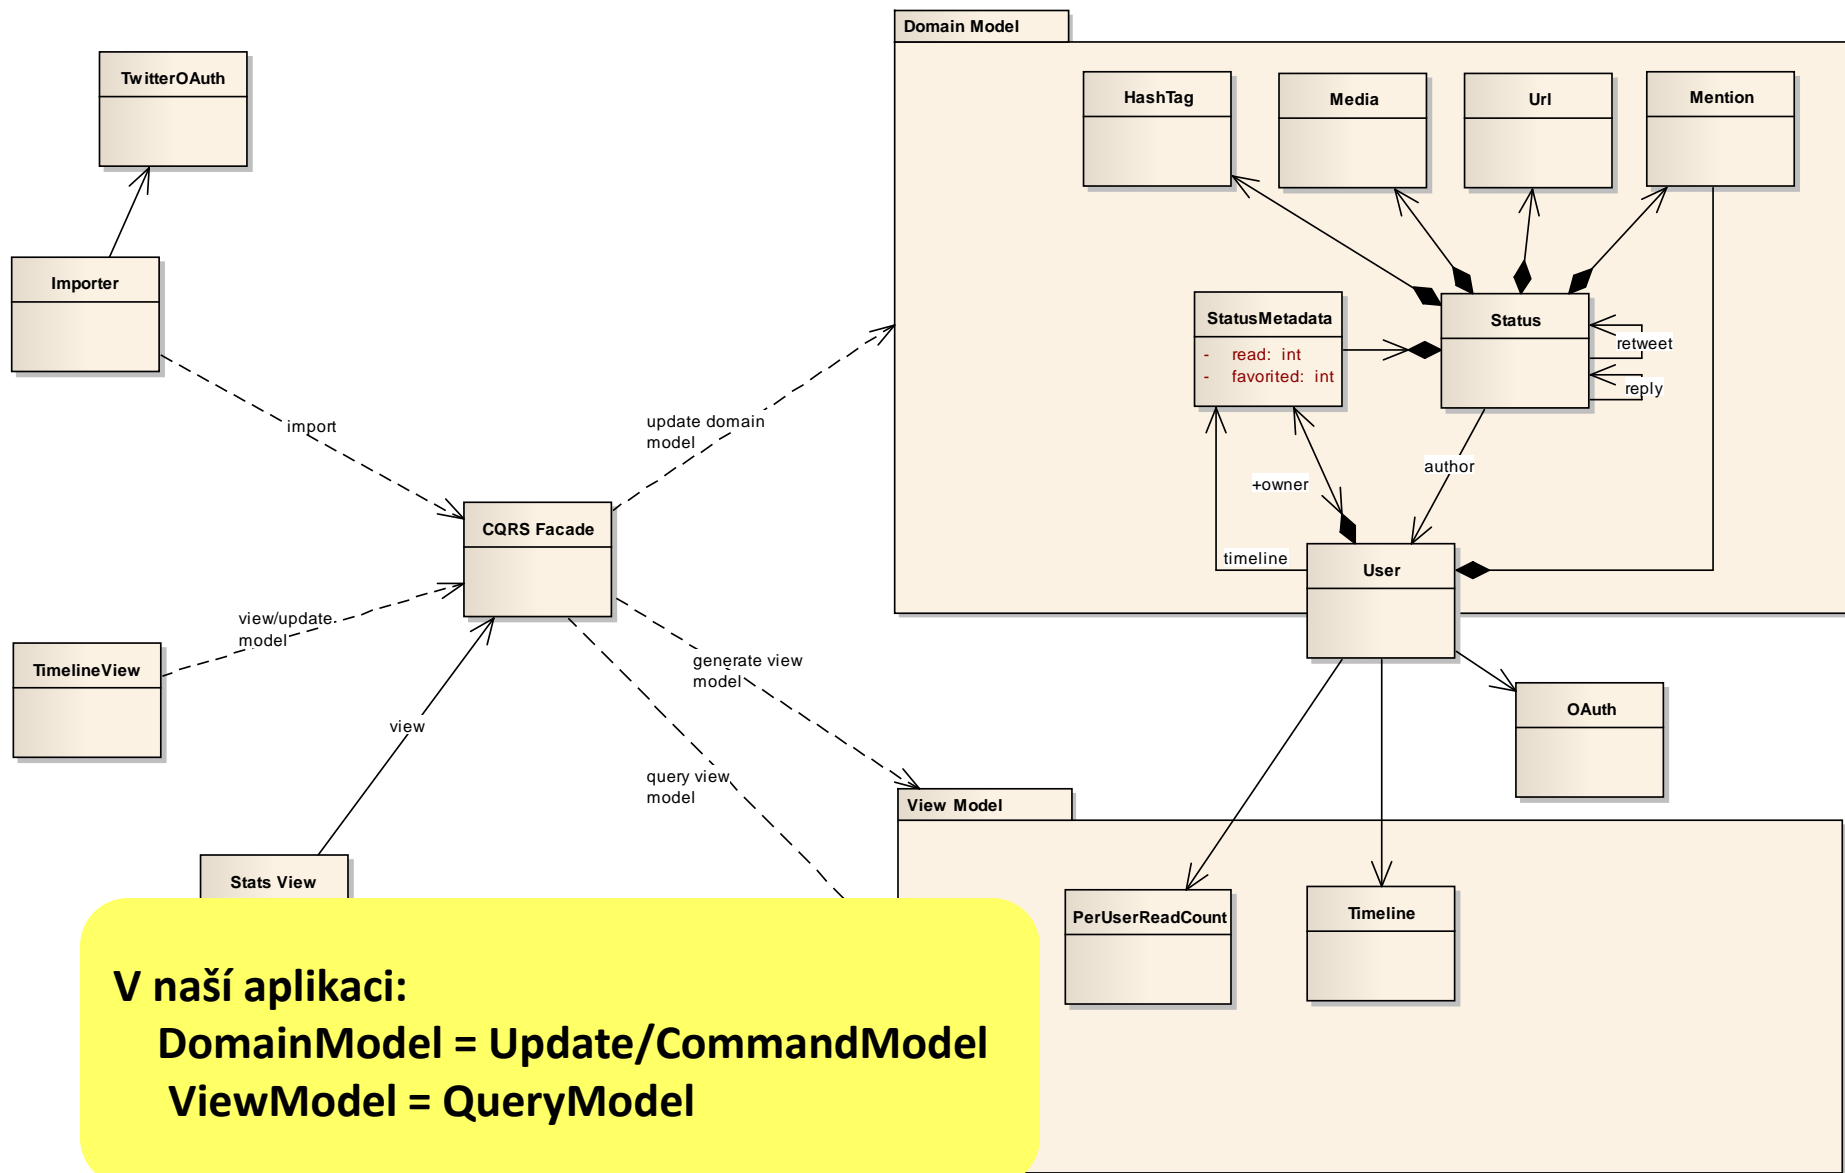 Domain Model
TwitterOAuth
HashTag
Media
Url
Mention
Importer
StatusMetadata
- read: int
- favorited: int
Status
retweet
reply
import
update domain
model
author
+owner
CQRS Facade
timeline
User
view/update
model
TimelineView
generate view
model
OAuth
view
query view
model
View Model
Stats View
PerUserReadCount
Timeline
V naší aplikaci:
DomainModel = Update/CommandModel
ViewModel = QueryModel